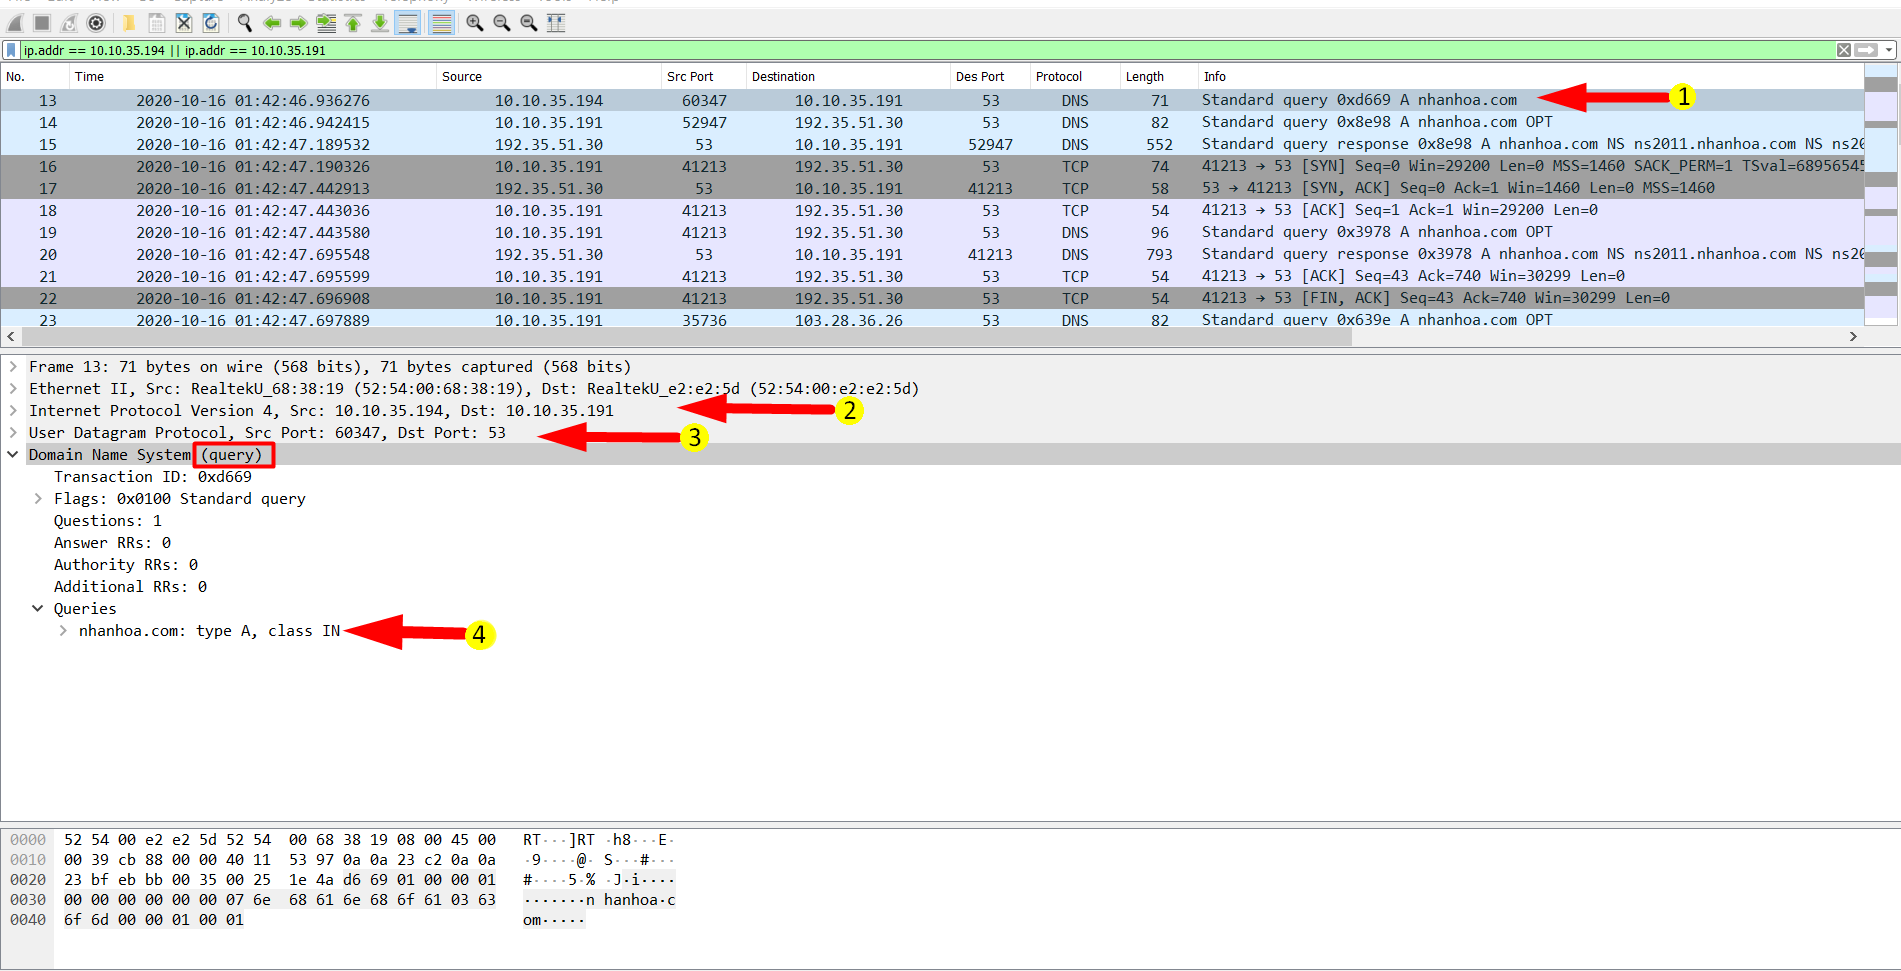 ip.addr == 10.10.35.194 || ip.addr == 10.10.35.191
No. Time Source Src Port Destination Des Port Protocol Length Info
13 2020-10-16 01:42:46.936276 10.10.35.194 60347 10.10.35.191 53 DNS 71 Standard query 0xd669 A nhanhoa.com 1
14 2020-10-16 01:42:46.942415 10.10.35.191 52947 192.35.51.30 53 DNS 82 Standard query 0x8e98 A nhanhoa.com OPT
15 2020-10-16 01:42:47.189532 192.35.51.30 53 10.10.35.191 52947 DNS 552 Standard query response 0x8e98 A nhanhoa.com NS ns2011.nhanhoa.com NS ns20
16 2020-10-16 01:42:47.190326 10.10.35.191 41213 192.35.51.30 53 TCP 74 41213 → 53 [SYN] Seq=0 Win=29200 Len=0 MSS=1460 SACK_PERM=1 TSval=68956545
17 2020-10-16 01:42:47.442913 192.35.51.30 53 10.10.35.191 41213 TCP 58 53 → 41213 [SYN, ACK] Seq=0 Ack=1 Win=1460 Len=0 MSS=1460
18 2020-10-16 01:42:47.443036 10.10.35.191 41213 192.35.51.30 53 TCP 54 41213 → 53 [ACK] Seq=1 Ack=1 Win=29200 Len=0
19 2020-10-16 01:42:47.443580 10.10.35.191 41213 192.35.51.30 53 DNS 96 Standard query 0x3978 A nhanhoa.com OPT
20 2020-10-16 01:42:47.695548 192.35.51.30 53 10.10.35.191 41213 DNS 793 Standard query response 0x3978 A nhanhoa.com NS ns2011.nhanhoa.com NS ns20
21 2020-10-16 01:42:47.695599 10.10.35.191 41213 192.35.51.30 53 TCP 54 41213 → 53 [ACK] Seq=43 Ack=740 Win=30299 Len=0
22 2020-10-16 01:42:47.696908 10.10.35.191 41213 192.35.51.30 53 TCP 54 41213 → 53 [FIN, ACK] Seq=43 Ack=740 Win=30299 Len=0
23 2020-10-16 01:42:47.697889 10.10.35.191 35736 103.28.36.26 53 DNS 82 Standard query 0x639e A nhanhoa.com OPT
Frame 13: 71 bytes on wire (568 bits), 71 bytes captured (568 bits)
Ethernet II, Src: RealtekU_68:38:19 (52:54:00:68:38:19), Dst: RealtekU_e2:e2:5d (52:54:00:e2:e2:5d)
Internet Protocol Version 4, Src: 10.10.35.194, Dst: 10.10.35.191 2
User Datagram Protocol, Src Port: 60347, Dst Port: 53 3
Domain Name System (query)
Transaction ID: 0xd669
Flags: 0x0100 Standard query
Questions: 1
Answer RRs: 0
Authority RRs: 0
Additional RRs: 0
Queries
nhanhoa.com: type A, class IN 4
0000 52 54 00 e2 e2 5d 52 54 00 68 38 19 08 00 45 00 RT···]RT ·h8···E·
0010 00 39 cb 88 00 00 40 11 53 97 0a 0a 23 c2 0a 0a ·9····@· S···#···
0020 23 bf eb bb 00 35 00 25 1e 4a d6 69 01 00 00 01 #····5·% ·J·i····
0030 00 00 00 00 00 00 07 6e 68 61 6e 68 6f 61 03 63 ·······n hanhoa·c
0040 6f 6d 00 00 01 00 01 om·····